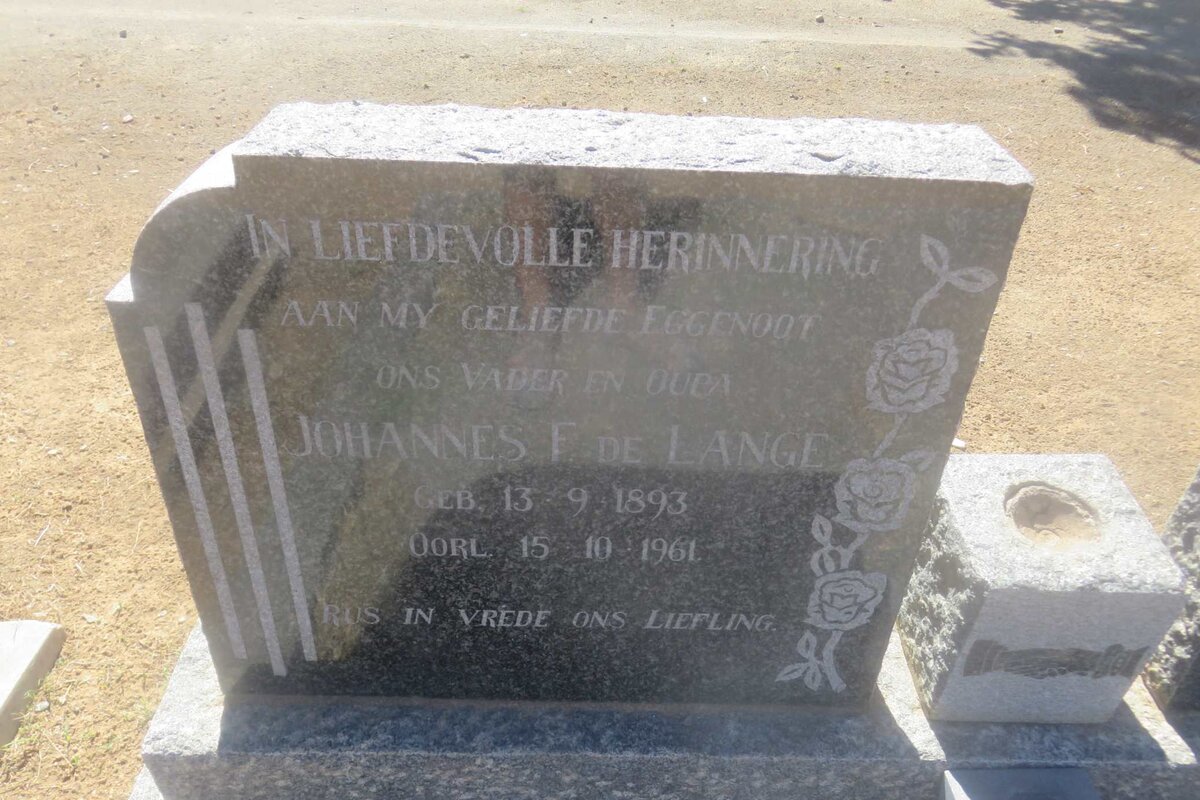 IN LIEFDEVOLLE HERINNERING
AAN MY GELIEFDE EGGENOOT
ONS VADER EN OUPA
JOHANNES F. DE LANGE
GEB. 13-9-1893
OORL. 15-10-1961.
RUS IN VREDE ONS LIEFLING.